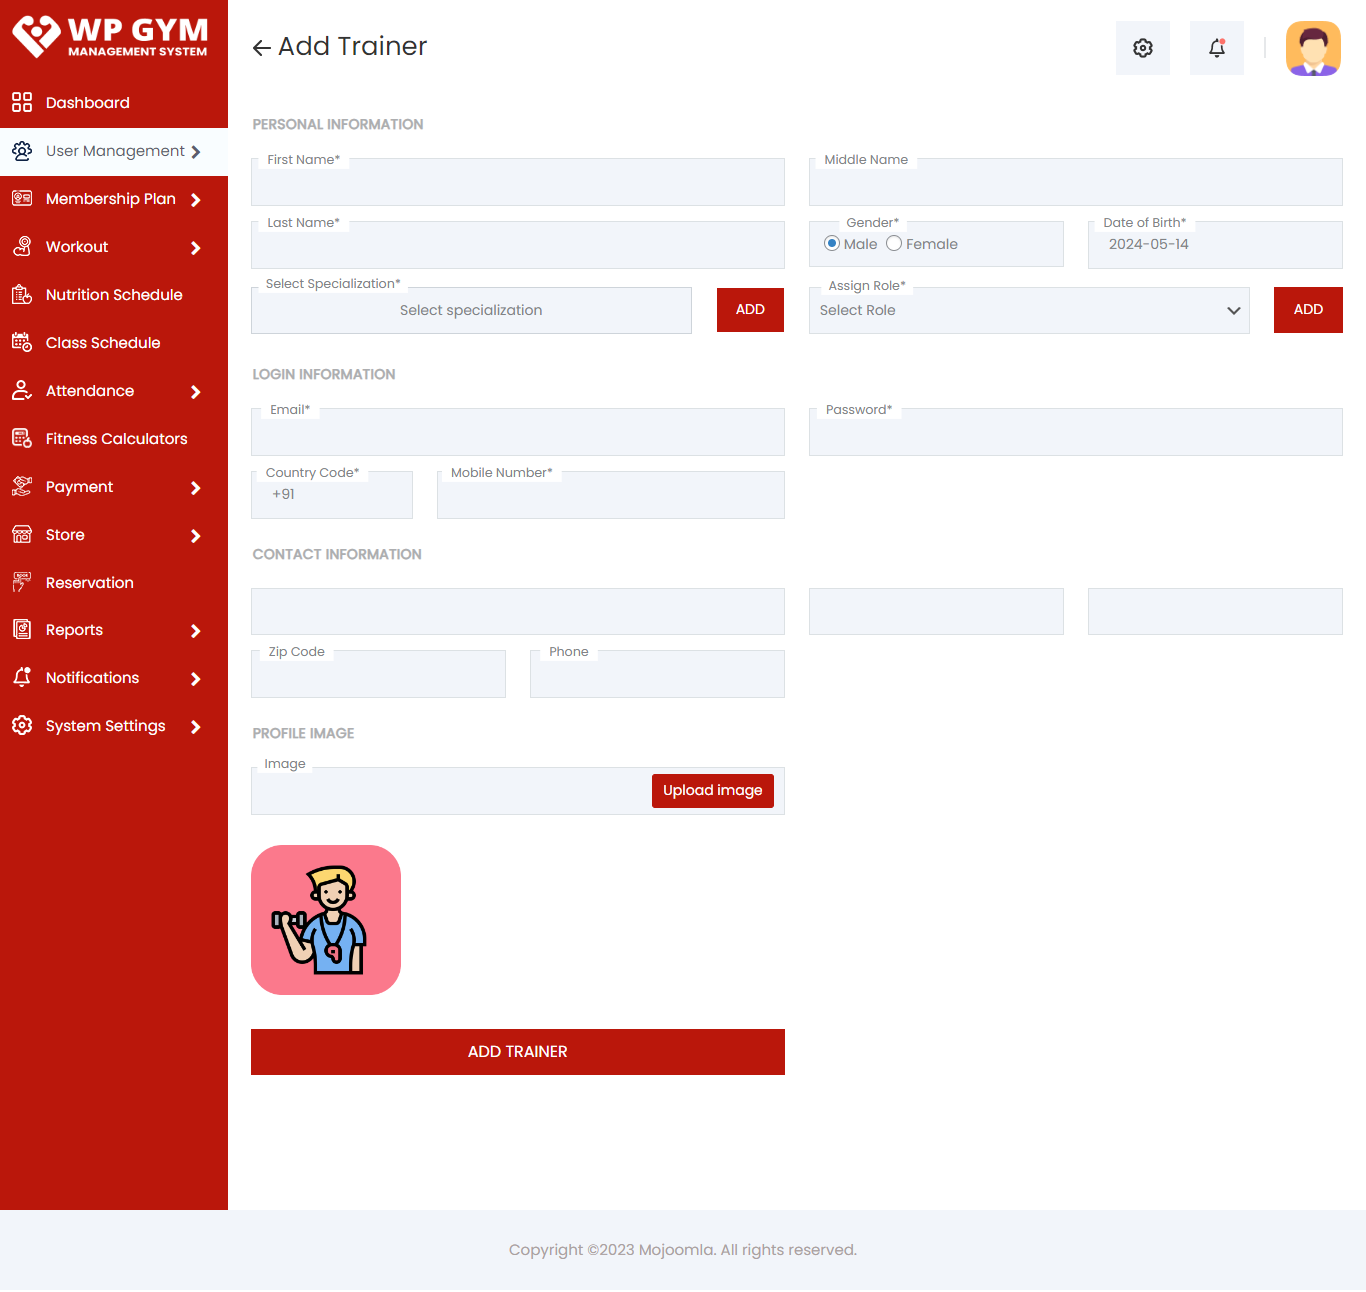 WP GYM
MANAGEMENT SYSTEM
Dashboard
User Management
Membership Plan
Workout
Nutrition Schedule
Class Schedule
Attendance
Fitness Calculators
Payment
Store
Reservation
Reports
Notifications
System Settings
Add Trainer
PERSONAL INFORMATION
First Name*
Middle Name
Last Name*
Gender*
Male Female
Date of Birth*
2024-05-14
Select Specialization*
Select specialization
ADD
Assign Role*
Select Role
ADD
LOGIN INFORMATION
Email*
Password*
Country Code*
+91
Mobile Number*
CONTACT INFORMATION
Zip Code
Phone
PROFILE IMAGE
Image
Upload image
ADD TRAINER
Copyright ©2023 Mojoomla. All rights reserved.